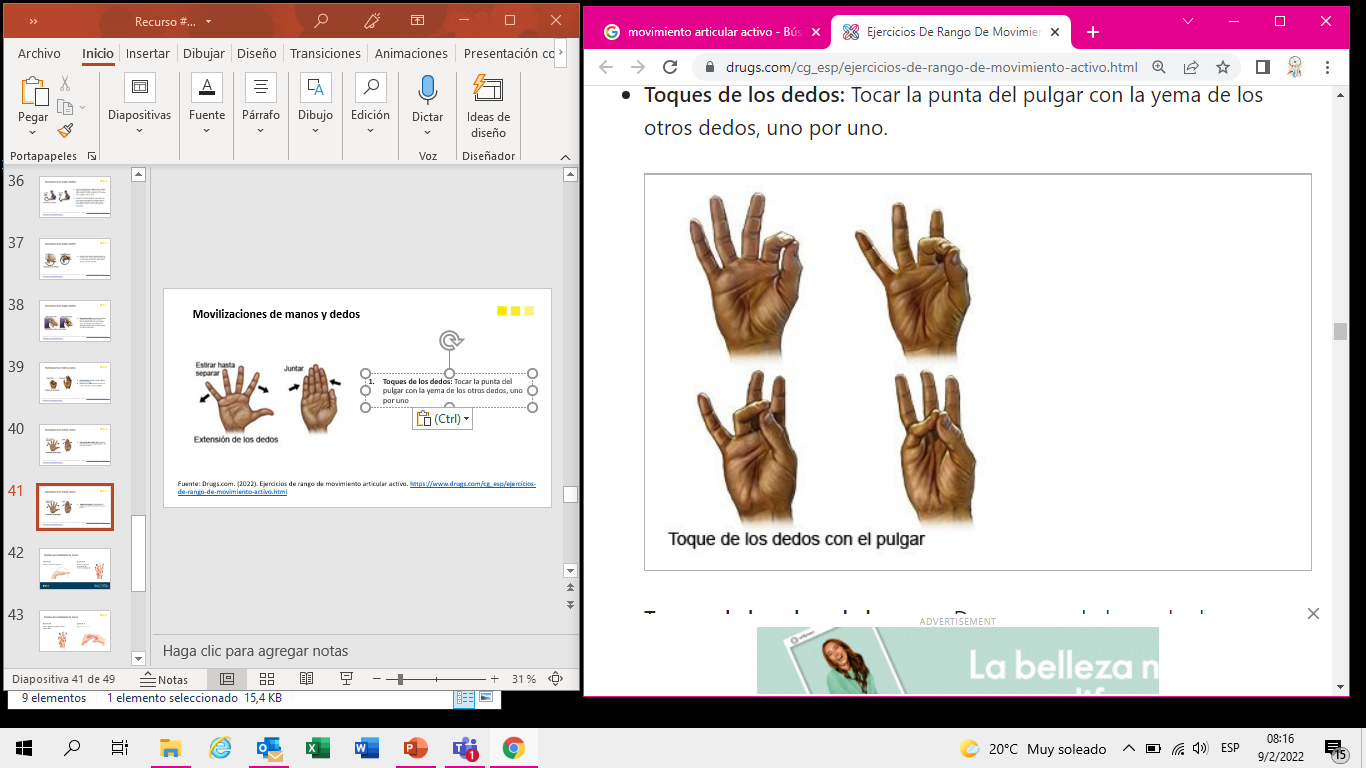 Recurso #...
Archivo
Inicio
Insertar
Dibujar
Diseño
Transiciones
Animaciones
Presentación co
Pegar
Diapositivas
Fuente
Párrafo
Dibujo
Edición
Dictar
Ideas de
diseño
Portapapeles
Voz
Diseñador
36
37
38
39
40
41
42
43
Movilizaciones de manos y dedos
Estirar hasta
separar
Juntar
Extensión de los dedos
1. Toques de los dedos: Tocar la punta del
pulgar con la yema de los otros dedos, uno
por uno
(Ctrl)
Fuente: Drugs.com. (2022). Ejercicios de rango de movimiento articular activo. https://www.drugs.com/cg_esp/ejercicios-
de-rango-de-movimiento-activo.html
Haga clic para agregar notas
Diapositiva 41 de 49
Notas
31 %
9 elementos
1 elemento seleccionado 15,4 KB
movimiento articular activo - Bús
Ejercicios De Rango De Movimier
drugs.com/cg_esp/ejercicios-de-rango-de-movimiento-activo.html
• Toques de los dedos: Tocar la punta del pulgar con la yema de los
otros dedos, uno por uno.
Toque de los dedos con el pulgar
ADVERTISEMENT
La belleza n
20°C Muy soleado
ESP
08:16
9/2/2022
1
15